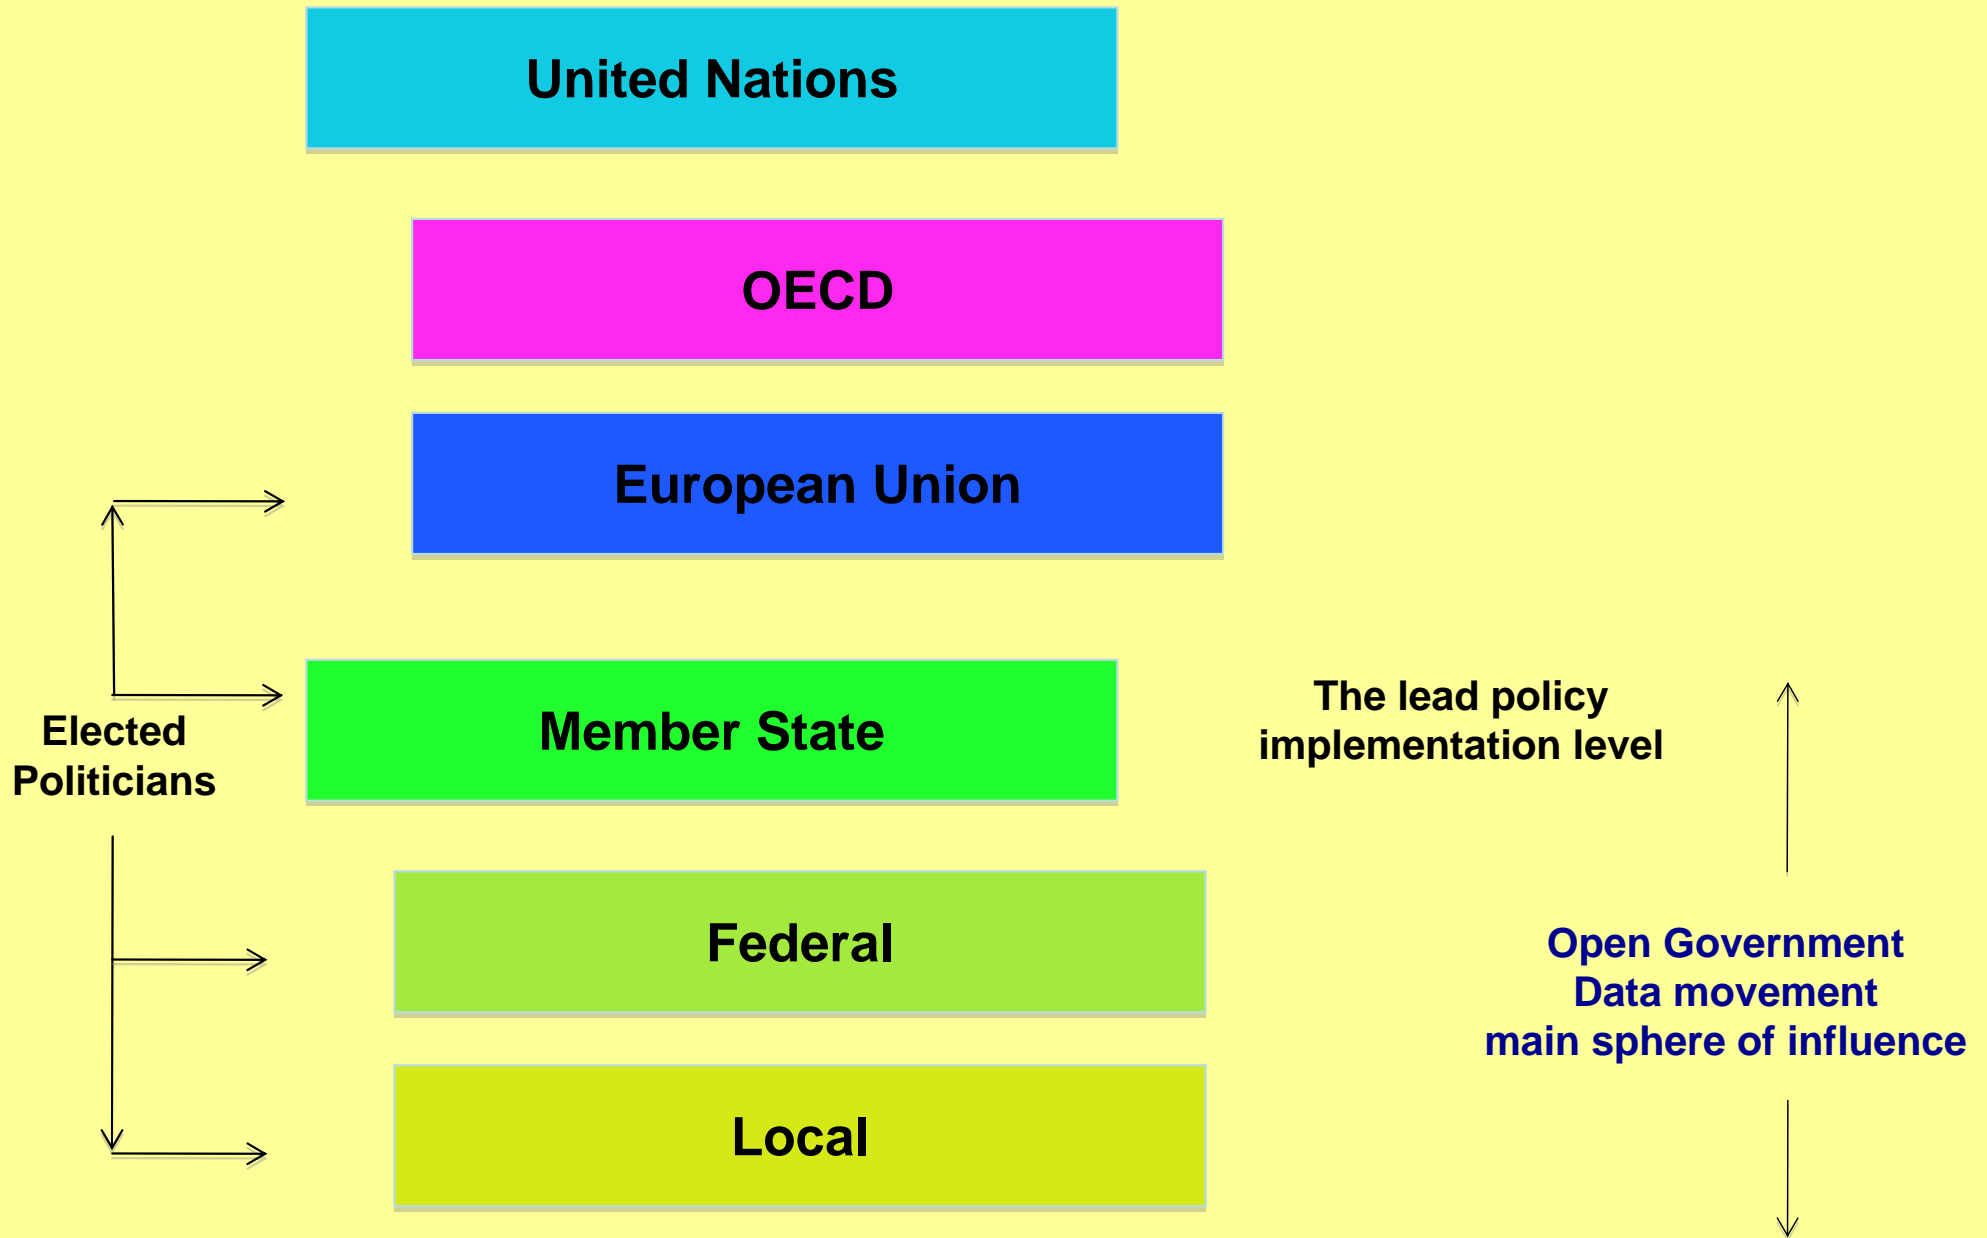 United Nations
OECD
European Union
Elected
Politicians
Member State
The lead policy
implementation level
Federal
Open Government
Data movement
main sphere of influence
Local